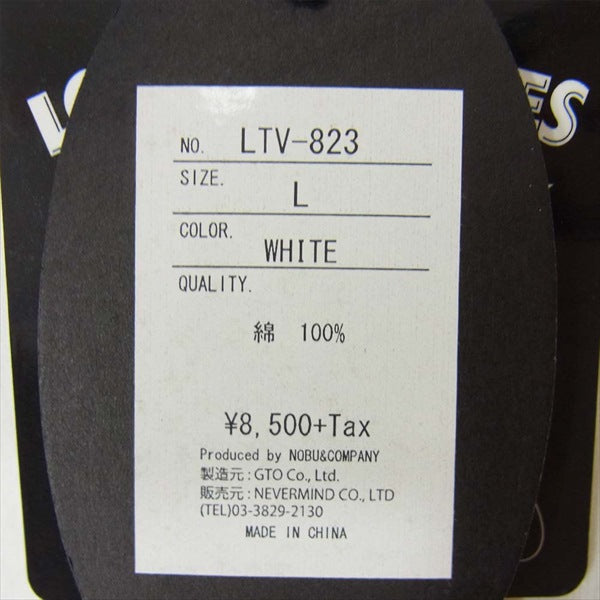 NO. LTV-823
SIZE. L
COLOR. WHITE
QUALITY.
綿 100%
¥8,500+Tax
Produced by NOBU&COMPANY
製造元 : GTO Co., Ltd.
販売元 : NEVERMIND CO., LTD
(TEL)03-3829-2130
MADE IN CHINA